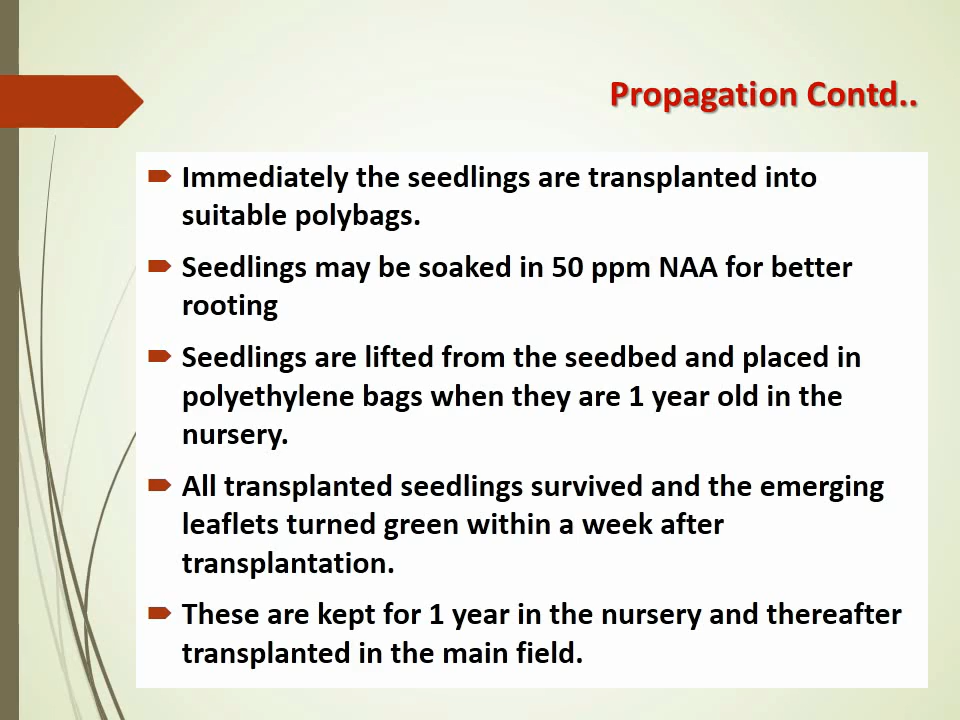 Propagation Contd..
Immediately the seedlings are transplanted into
suitable polybags.
Seedlings may be soaked in 50 ppm NAA for better
rooting
Seedlings are lifted from the seedbed and placed in
polyethylene bags when they are 1 year old in the
nursery.
All transplanted seedlings survived and the emerging
leaflets turned green within a week after
transplantation.
These are kept for 1 year in the nursery and thereafter
transplanted in the main field.